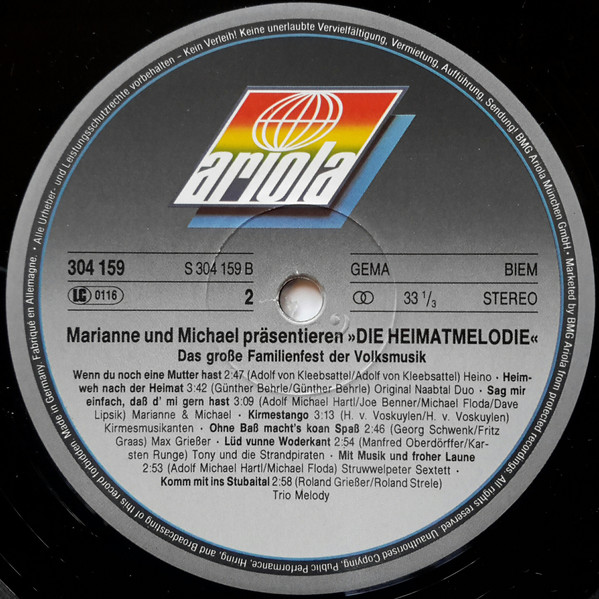 Alle Urheber- und Leistungsschutzrechte vorbehalten – Kein Verleih! Keine unerlaubte Vervielfältigung, Vermietung, Aufführung, Sendung! BMG Ariola München GmbH · Marketed by BMG Ariola
from protected recordings. All rights reserved. Unauthorised Copying, Public Performance, Hiring, and Broadcasting of this record forbidden. Made in Germany. Fabriqué en Allemagne. ·
ariola
304 159 S 304 159 B GEMA BIEM
LC 0116 2 33 1/3 STEREO
Marianne und Michael präsentieren »DIE HEIMATMELODIE«
Das große Familienfest der Volksmusik
Wenn du noch eine Mutter hast 2:47 (Adolf von Kleebsattel/Adolf von Kleebsattel) Heino · Heim-
weh nach der Heimat 3:42 (Günther Behrle/Günther Behrle) Original Naabtal Duo · Sag mir
einfach, daß d' mi gern hast 3:09 (Adolf Michael Hartl/Joe Benner/Michael Floda/Dave
Lipsik) Marianne & Michael · Kirmestango 3:13 (H. v. Voskuylen/H. v. Voskuylen)
Kirmesmusikanten · Ohne Baß macht's koan Spaß 2:46 (Georg Schwenk/Fritz
Graas) Max Grießer · Lüd vunne Woderkant 2:54 (Manfred Oberdörffer/Kar-
sten Runge) Tony und die Strandpiraten · Mit Musik und froher Laune
2:53 (Adolf Michael Hartl/Michael Floda) Struwwelpeter Sextett ·
Komm mit ins Stubaital 2:58 (Roland Grießer/Roland Strele)
Trio Melody